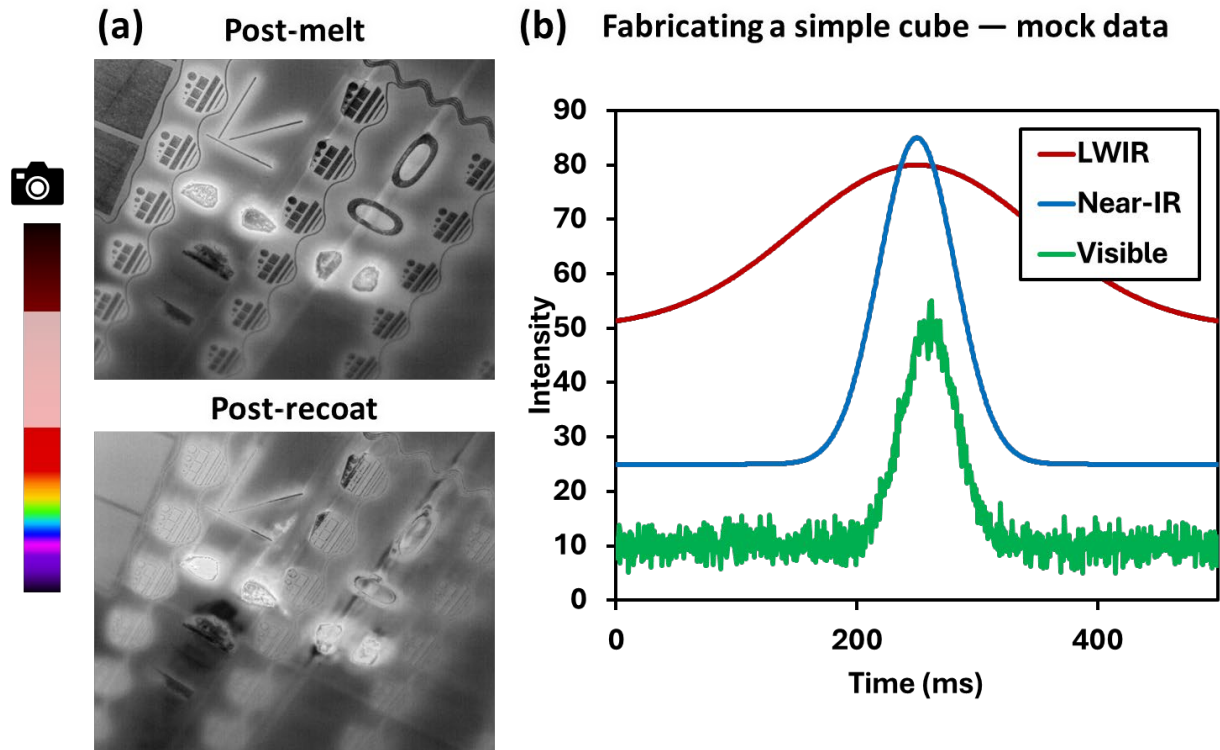 (a)
Post-melt
Post-recoat
(b) Fabricating a simple cube — mock data
90
80
70
60
50
40
30
20
10
0
Intensity
LWIR
Near-IR
Visible
0 200 400
Time (ms)